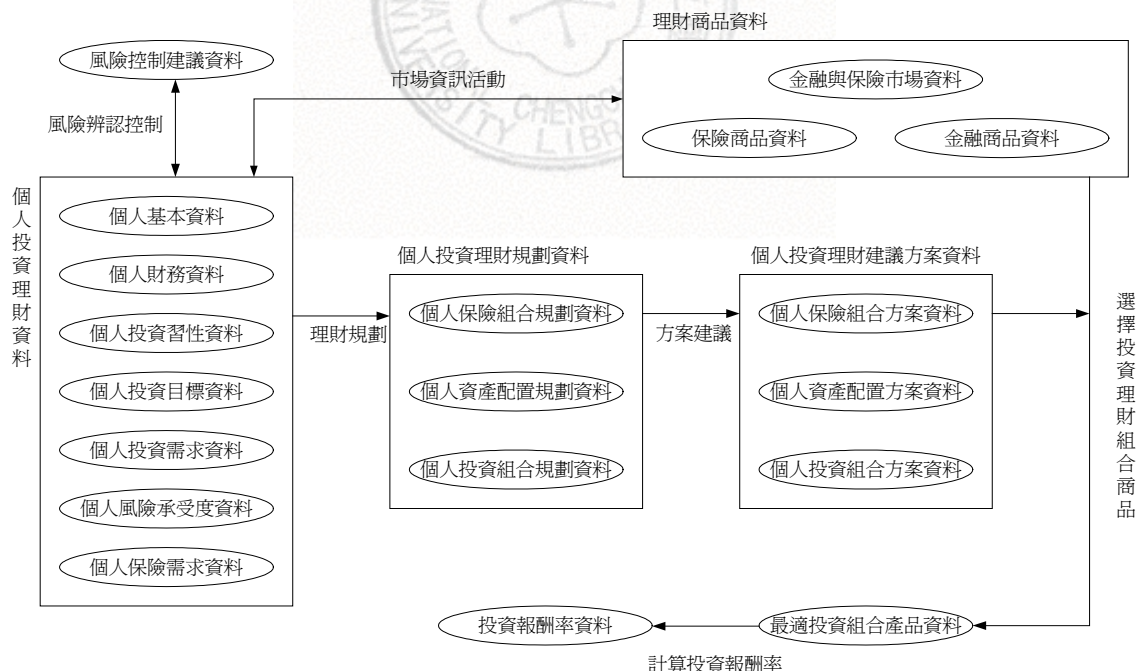 理財商品資料
風險控制建議資料
市場資訊活動
金融與保險市場資料
風險辨認控制
保險商品資料
金融商品資料
個人投資理財資料
個人基本資料
個人財務資料
個人投資習性資料
個人投資目標資料
個人投資需求資料
個人風險承受度資料
個人保險需求資料
理財規劃
個人投資理財規劃資料
個人保險組合規劃資料
個人資產配置規劃資料
個人投資組合規劃資料
方案建議
個人投資理財建議方案資料
個人保險組合方案資料
個人資產配置方案資料
個人投資組合方案資料
選擇投資理財組合商品
投資報酬率資料
最適投資組合產品資料
計算投資報酬率